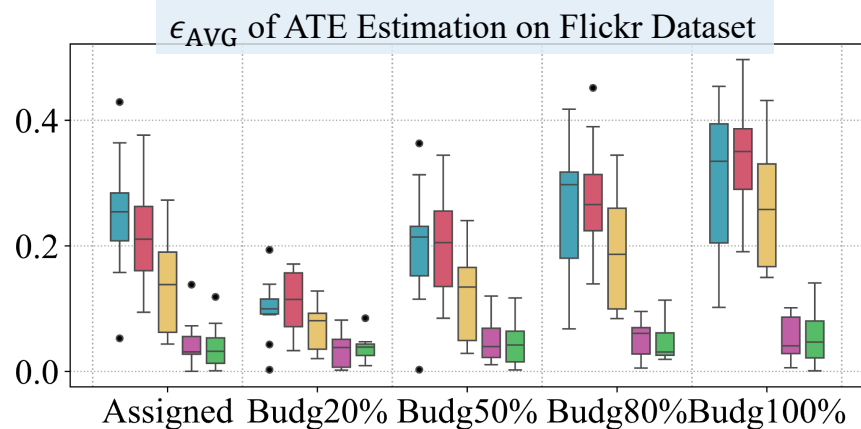 ϵAVG of ATE Estimation on Flickr Dataset
0.4
0.2
0.0
Assigned Budg20% Budg50% Budg80% Budg100%